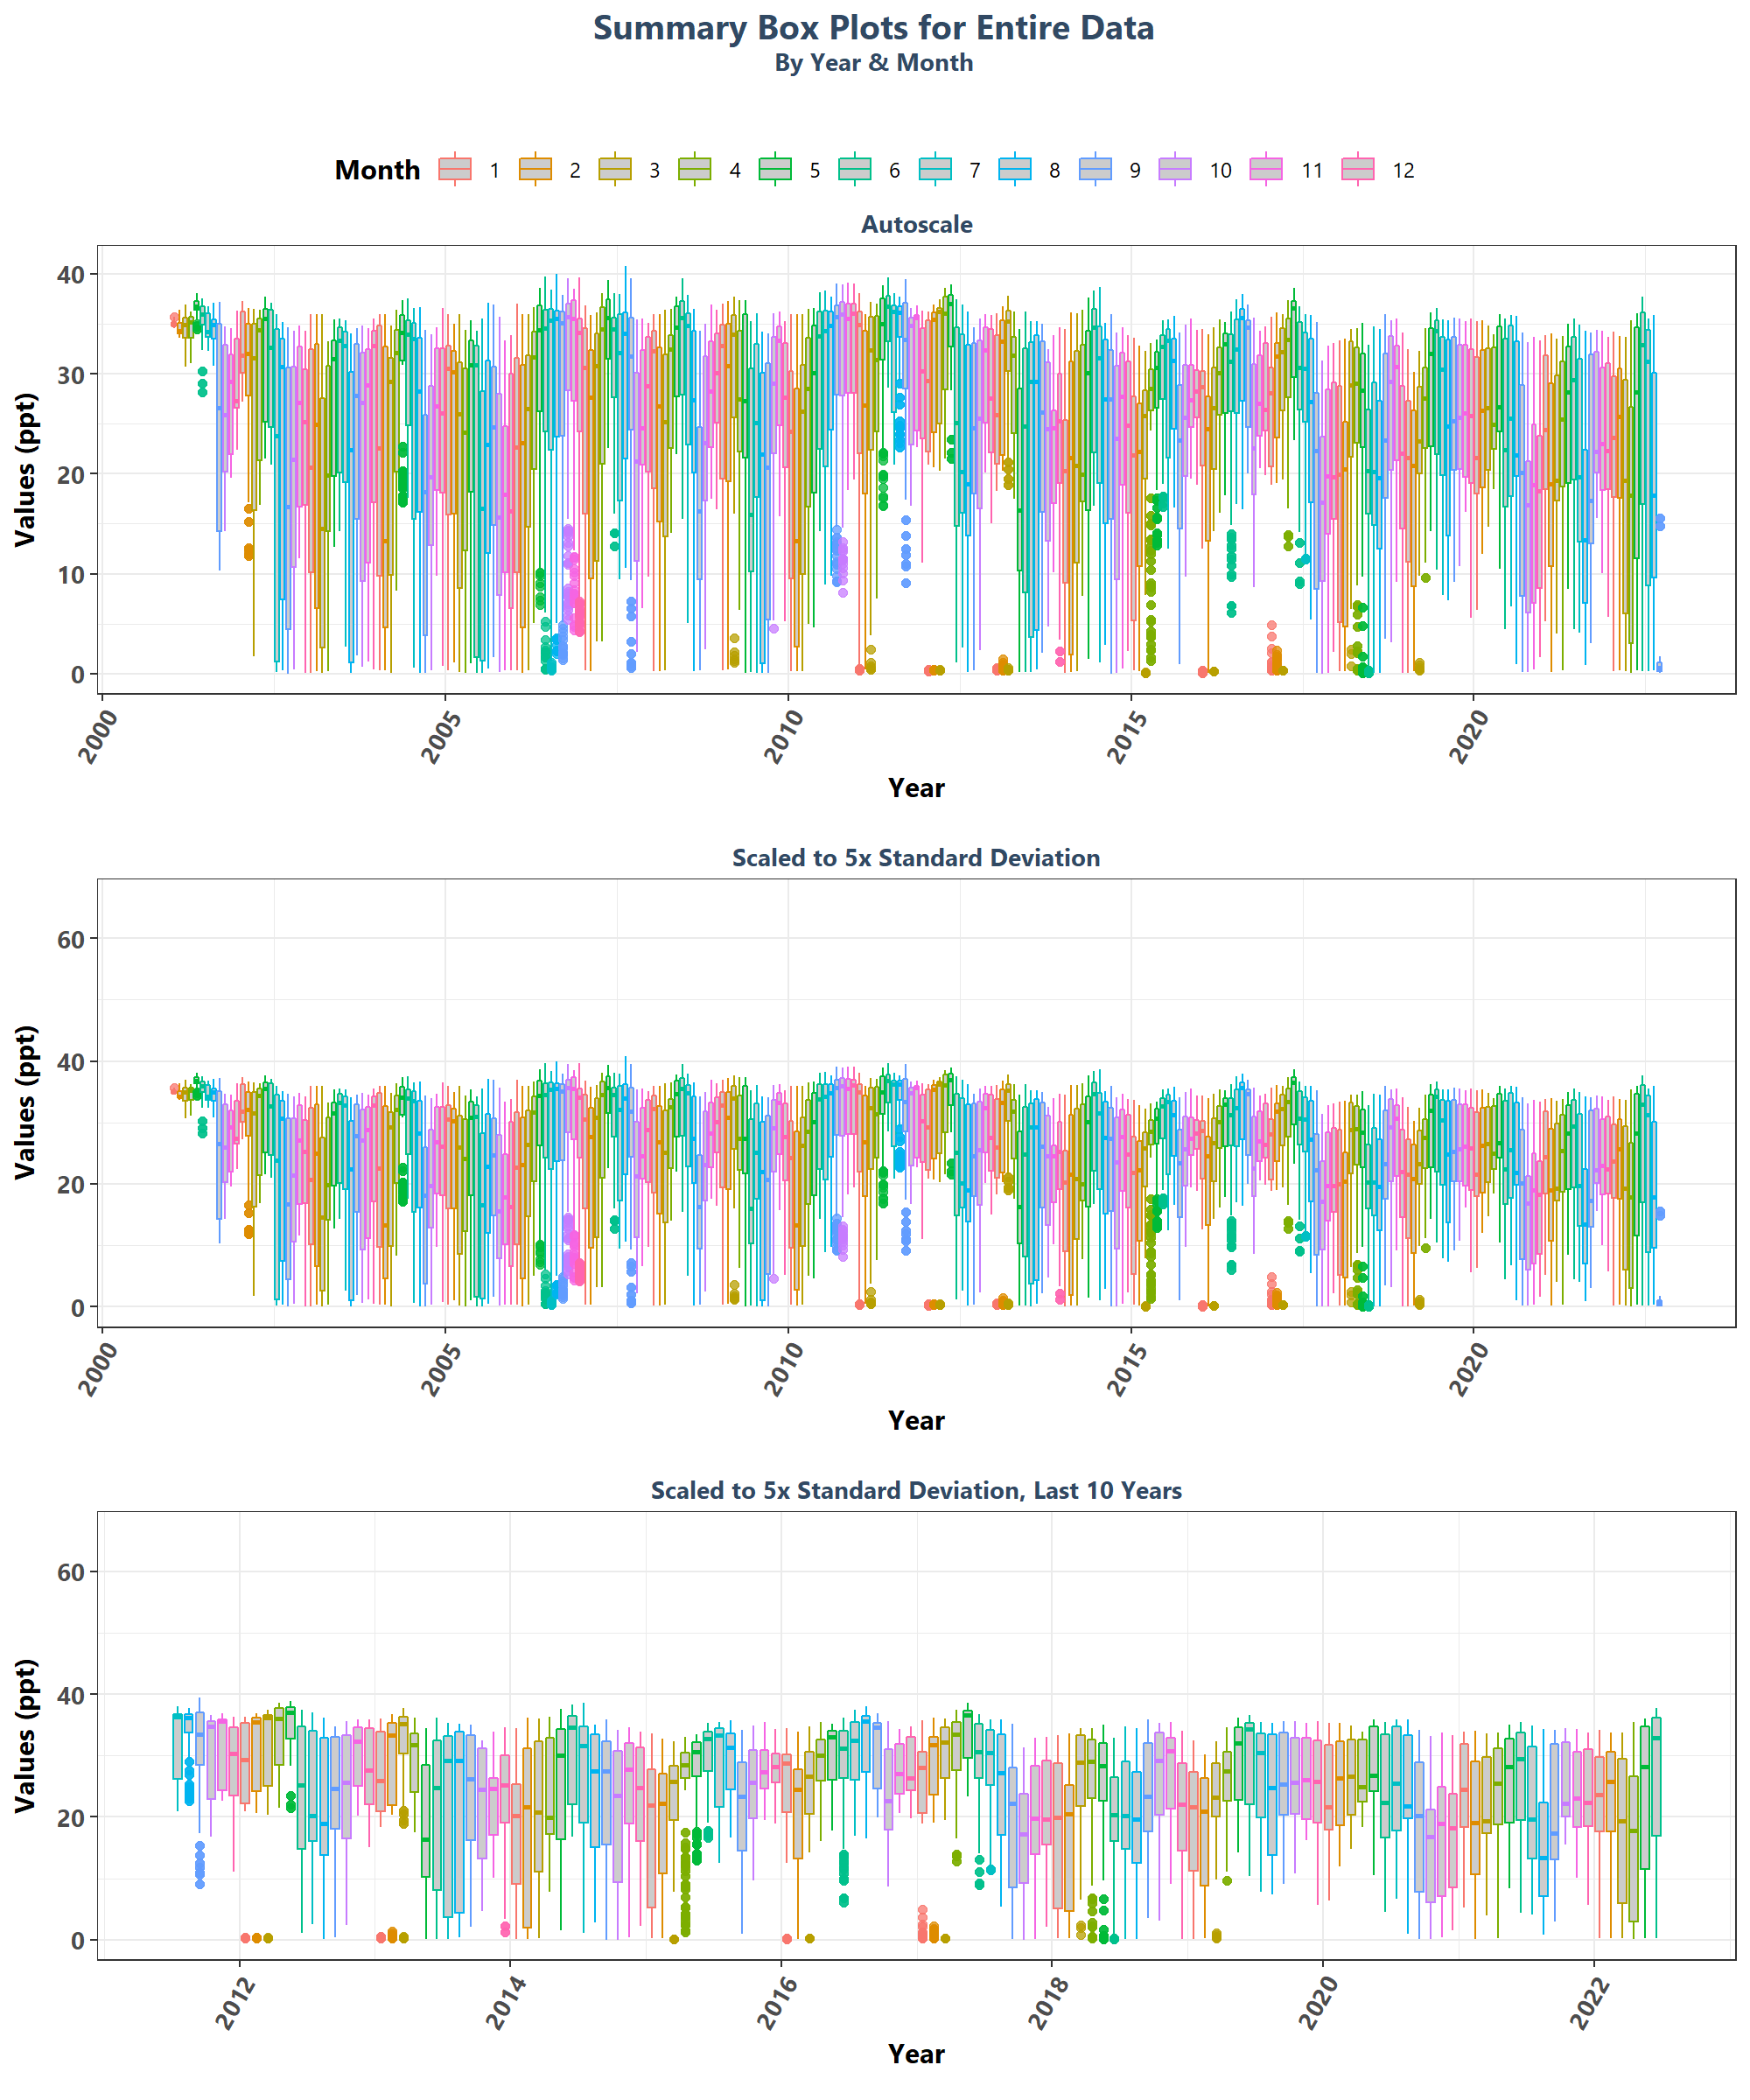 Summary Box Plots for Entire Data
By Year & Month
Month 1 2 3 4 5 6 7 8 9 10 11 12
Autoscale
Values (ppt)
40
30
20
10
0
2000 2005 2010 2015 2020
Year
Scaled to 5x Standard Deviation
Values (ppt)
60
40
20
0
2000 2005 2010 2015 2020
Year
Scaled to 5x Standard Deviation, Last 10 Years
Values (ppt)
60
40
20
0
2012 2014 2016 2018 2020 2022
Year